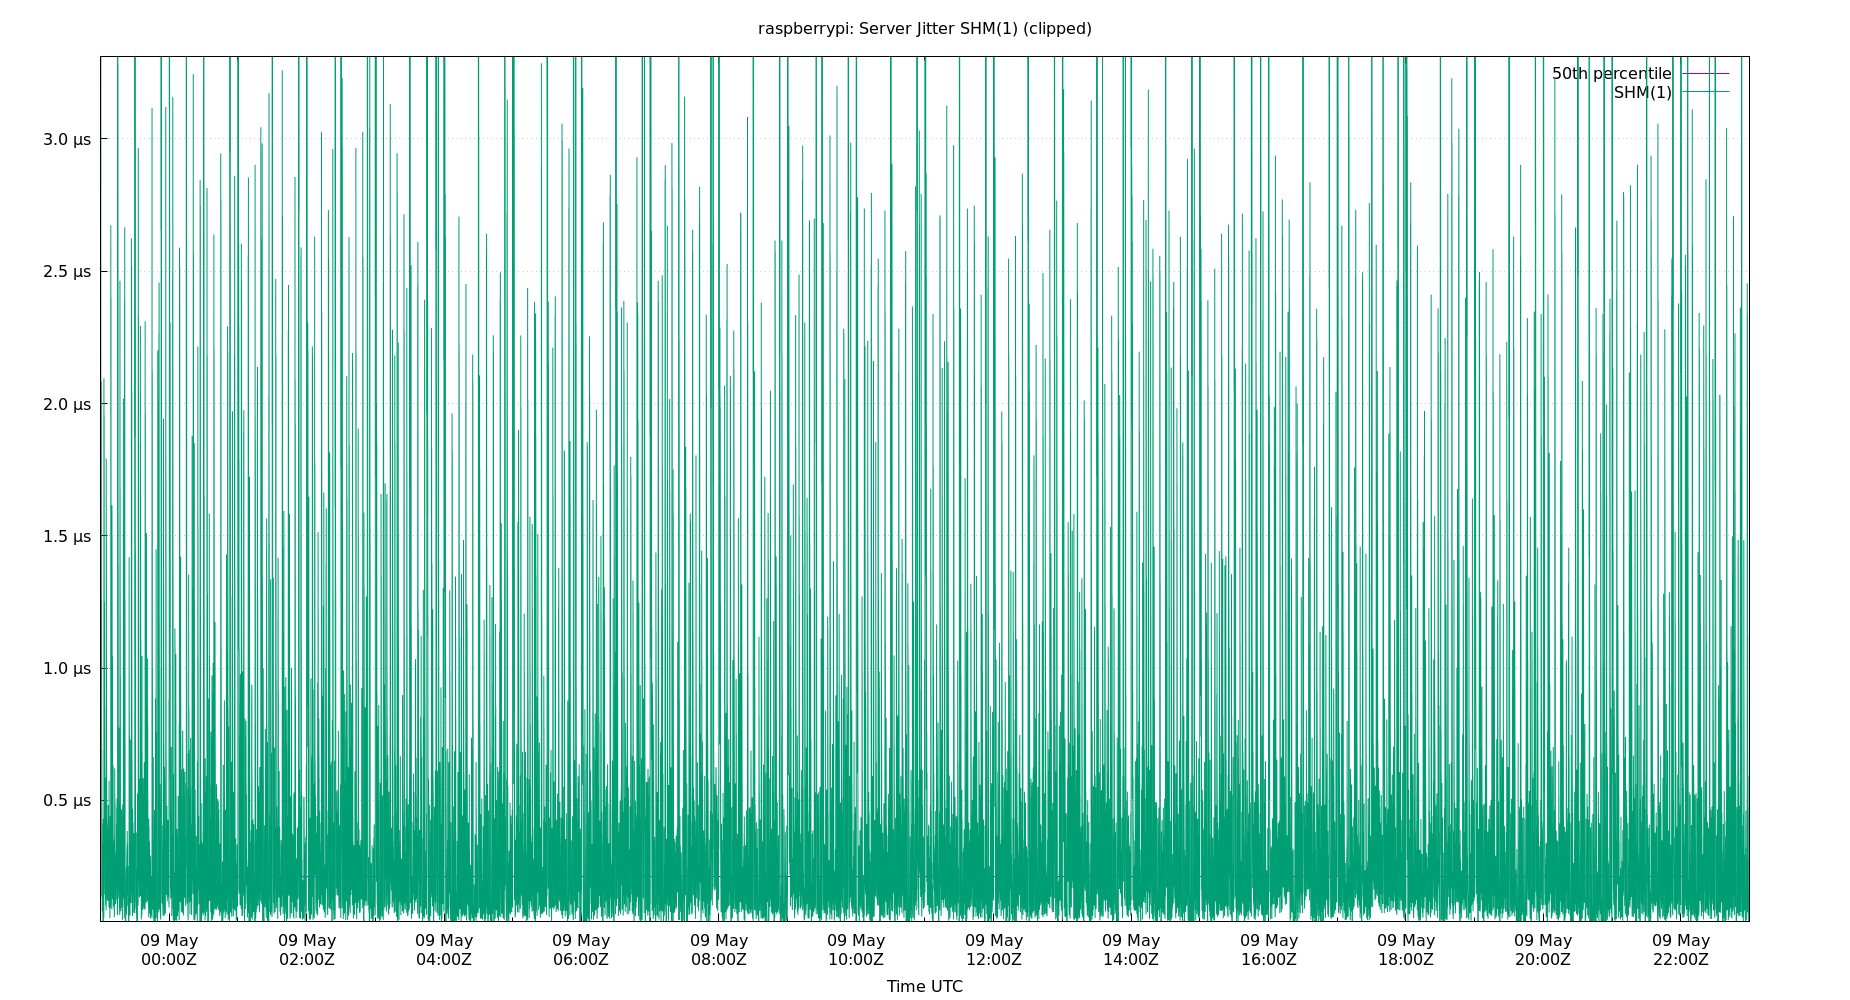 raspberrypi: Server Jitter SHM(1) (clipped)
50th percentile
SHM(1)
3.0 µs
2.5 µs
2.0 µs
1.5 µs
1.0 µs
0.5 µs
09 May 09 May 09 May 09 May 09 May 09 May 09 May 09 May 09 May 09 May 09 May 09 May
00:00Z 02:00Z 04:00Z 06:00Z 08:00Z 10:00Z 12:00Z 14:00Z 16:00Z 18:00Z 20:00Z 22:00Z
Time UTC